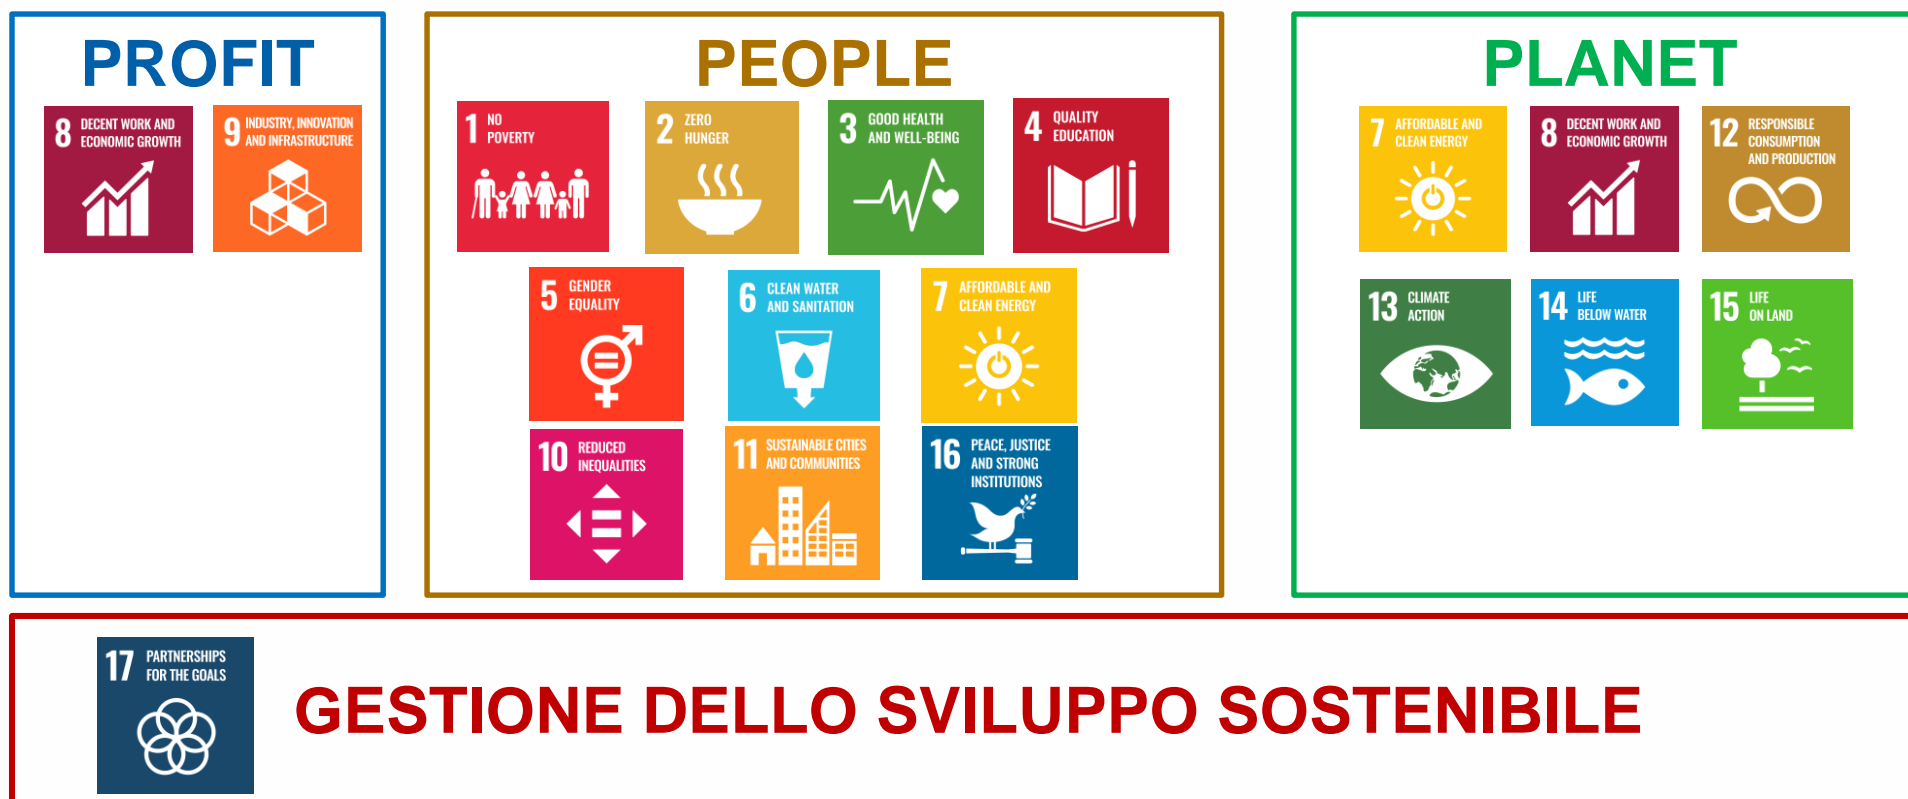 PROFIT
8 DECENT WORK AND
ECONOMIC GROWTH
9 INDUSTRY, INNOVATION
AND INFRASTRUCTURE
PEOPLE
1 NO
POVERTY
2 ZERO
HUNGER
3 GOOD HEALTH
AND WELL-BEING
4 QUALITY
EDUCATION
5 GENDER
EQUALITY
6 CLEAN WATER
AND SANITATION
7 AFFORDABLE AND
CLEAN ENERGY
10 REDUCED
INEQUALITIES
11 SUSTAINABLE CITIES
AND COMMUNITIES
16 PEACE, JUSTICE
AND STRONG
INSTITUTIONS
PLANET
7 AFFORDABLE AND
CLEAN ENERGY
8 DECENT WORK AND
ECONOMIC GROWTH
12 RESPONSIBLE
CONSUMPTION
AND PRODUCTION
13 CLIMATE
ACTION
14 LIFE
BELOW WATER
15 LIFE
ON LAND
17 PARTNERSHIPS
FOR THE GOALS
GESTIONE DELLO SVILUPPO SOSTENIBILE